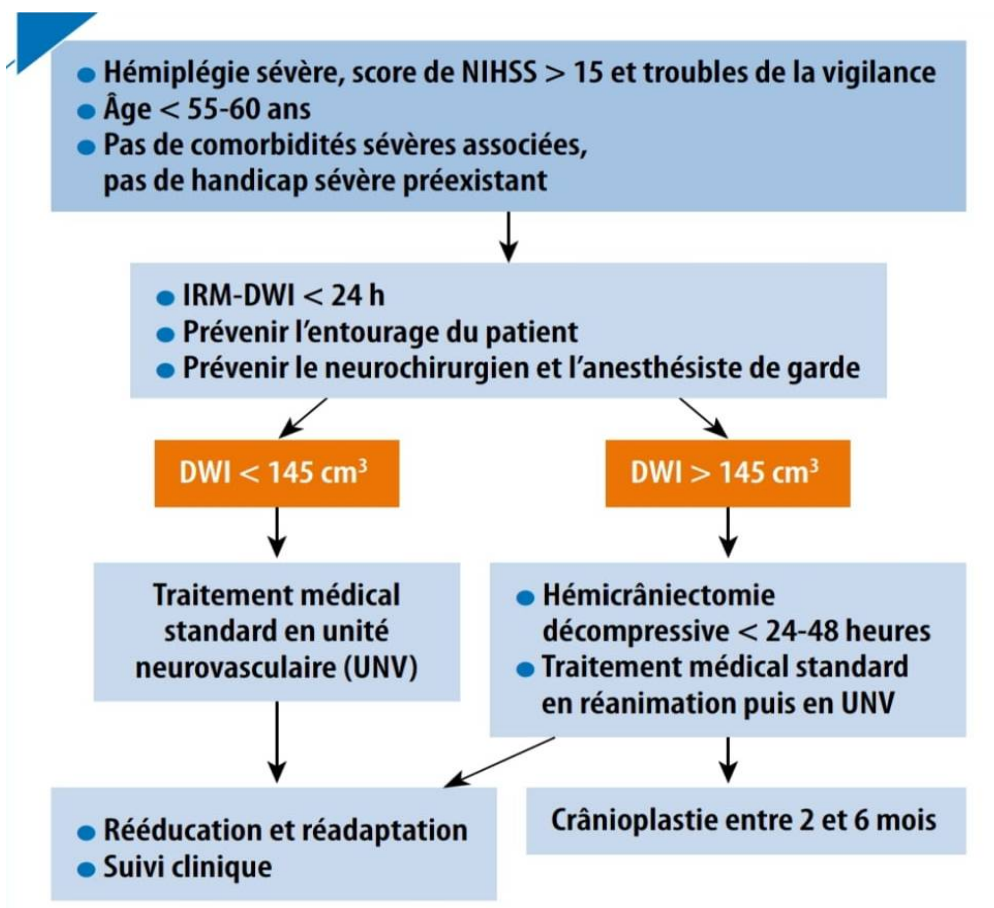 ● Hémiplégie sévère, score de NIHSS > 15 et troubles de la vigilance
● Âge < 55-60 ans
● Pas de comorbidités sévères associées,
pas de handicap sévère préexistant
● IRM-DWI < 24 h
● Prévenir l'entourage du patient
● Prévenir le neurochirurgien et l'anesthésiste de garde
DWI < 145 cm³
DWI > 145 cm³
Traitement médical
standard en unité
neurovasculaire (UNV)
● Hémicrâniectomie
décompressive < 24-48 heures
● Traitement médical standard
en réanimation puis en UNV
● Rééducation et réadaptation
● Suivi clinique
Crânioplastie entre 2 et 6 mois